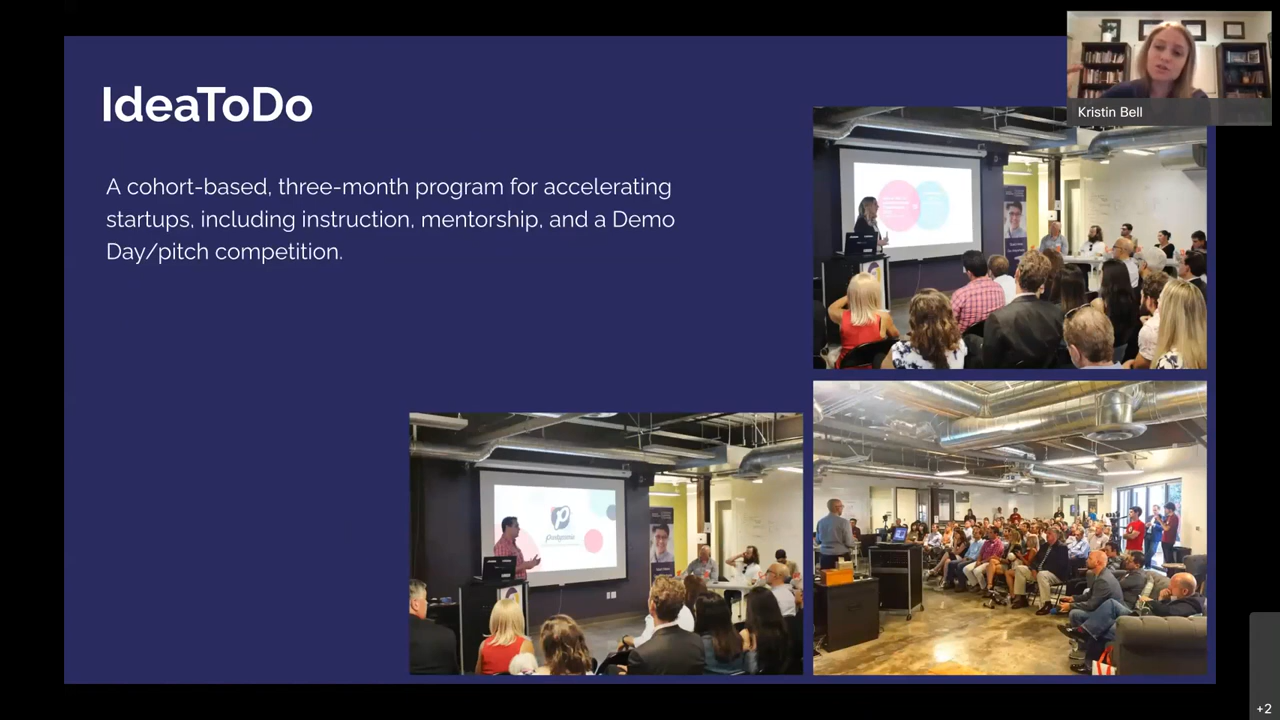 IdeaToDo
A cohort-based, three-month program for accelerating
startups, including instruction, mentorship, and a Demo
Day/pitch competition.
Kristin Bell
+2